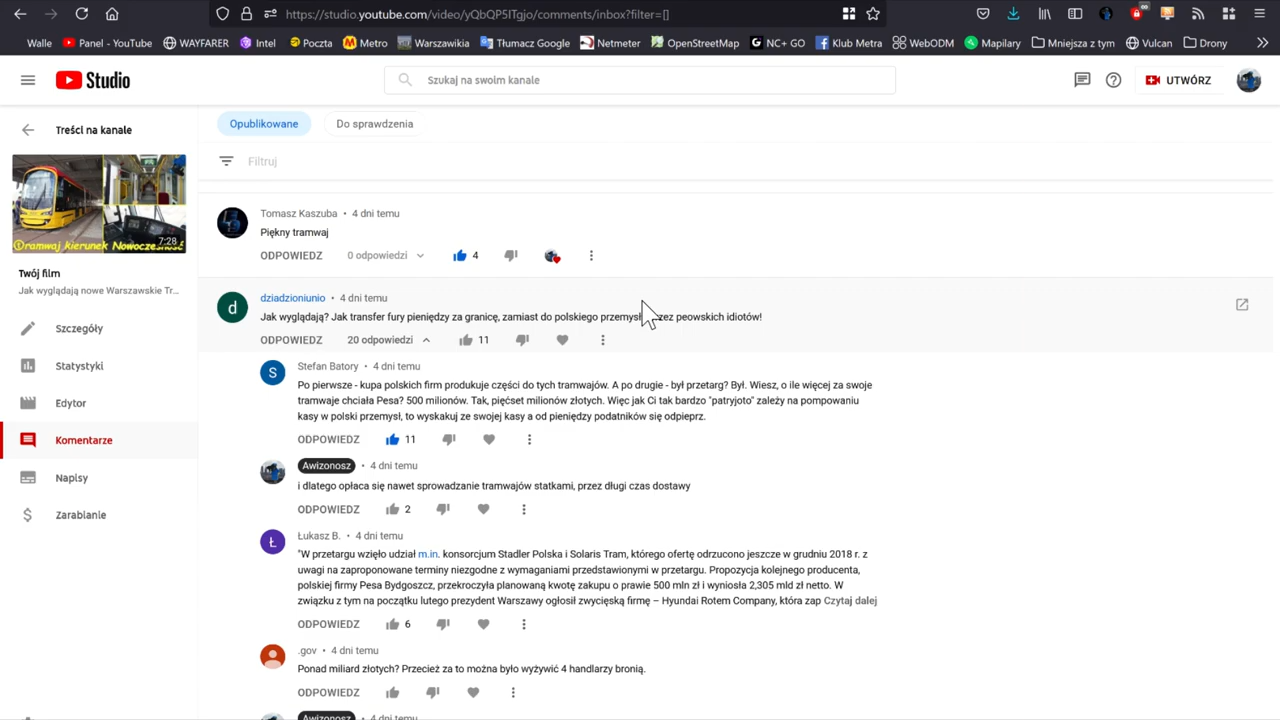 https://studio.youtube.com/video/yQbQP5ITgjo/comments/inbox?filter=[]
Walle
Panel - YouTube
WAYFARER
Intel
Poczta
Metro
Warszawikia
Tłumacz Google
Netmeter
OpenStreetMap
NC+ GO
Klub Metra
WebODM
Mapilary
Mniejsza z tym
Vulcan
Drony
Studio
Szukaj na swoim kanale
UTWÓRZ
Treści na kanale
7:28
Twój film
Jak wyglądają nowe Warszawskie Tr...
Szczegóły
Statystyki
Edytor
Komentarze
Napisy
Zarabianie
Opublikowane
Do sprawdzenia
Filtruj
Tomasz Kaszuba • 4 dni temu
Piękny tramwaj
ODPOWIEDZ 0 odpowiedzi 4
d
dziadzioniunio • 4 dni temu
Jak wyglądają? Jak transfer fury pieniędzy za granicę, zamiast do polskiego peowskich idiotów!
ODPOWIEDZ 20 odpowiedzi 11
S
Stefan Batory • 4 dni temu
Po pierwsze - kupa polskich firm produkuje części do tych tramwajów. A po drugie - był przetarg? Był. Wiesz, o ile więcej za swoje
tramwaje chciała Pesa? 500 milionów. Tak, pięćset milionów złotych. Więc jak Ci tak bardzo "patryjoto" zależy na pompowaniu
kasy w polski przemysł, to wyskakuj ze swojej kasy a od pieniędzy podatników się odpieprz.
ODPOWIEDZ 11
Awizonosz • 4 dni temu
i dlatego opłaca się nawet sprowadzanie tramwajów statkami, przez długi czas dostawy
ODPOWIEDZ 2
Ł
Łukasz B. • 4 dni temu
"W przetargu wzięło udział m.in. konsorcjum Stadler Polska i Solaris Tram, którego ofertę odrzucono jeszcze w grudniu 2018 r. z
uwagi na zaproponowane terminy niezgodne z wymaganiami przedstawionymi w przetargu. Propozycja kolejnego producenta,
polskiej firmy Pesa Bydgoszcz, przekroczyła planowaną kwotę zakupu o prawie 500 mln zł i wyniosła 2,305 mld zł netto. W
związku z tym na początku lutego prezydent Warszawy ogłosił zwycięską firmę – Hyundai Rotem Company, która zap Czytaj dalej
ODPOWIEDZ 6
.gov • 4 dni temu
Ponad miliard złotych? Przecież za to można było wyżywić 4 handlarzy bronią.
ODPOWIEDZ
Awizonosz • 4 dni temu